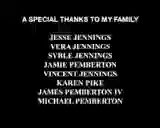 A SPECIAL THANKS TO MY FAMILY
JESSE JENNINGS
VERA JENNINGS
SYBLE JENNINGS
JAMIE PEMBERTON
VINCENT JENNINGS
KAREN PIKE
JAMES PEMBERTON IV
MICHAEL PEMBERTON